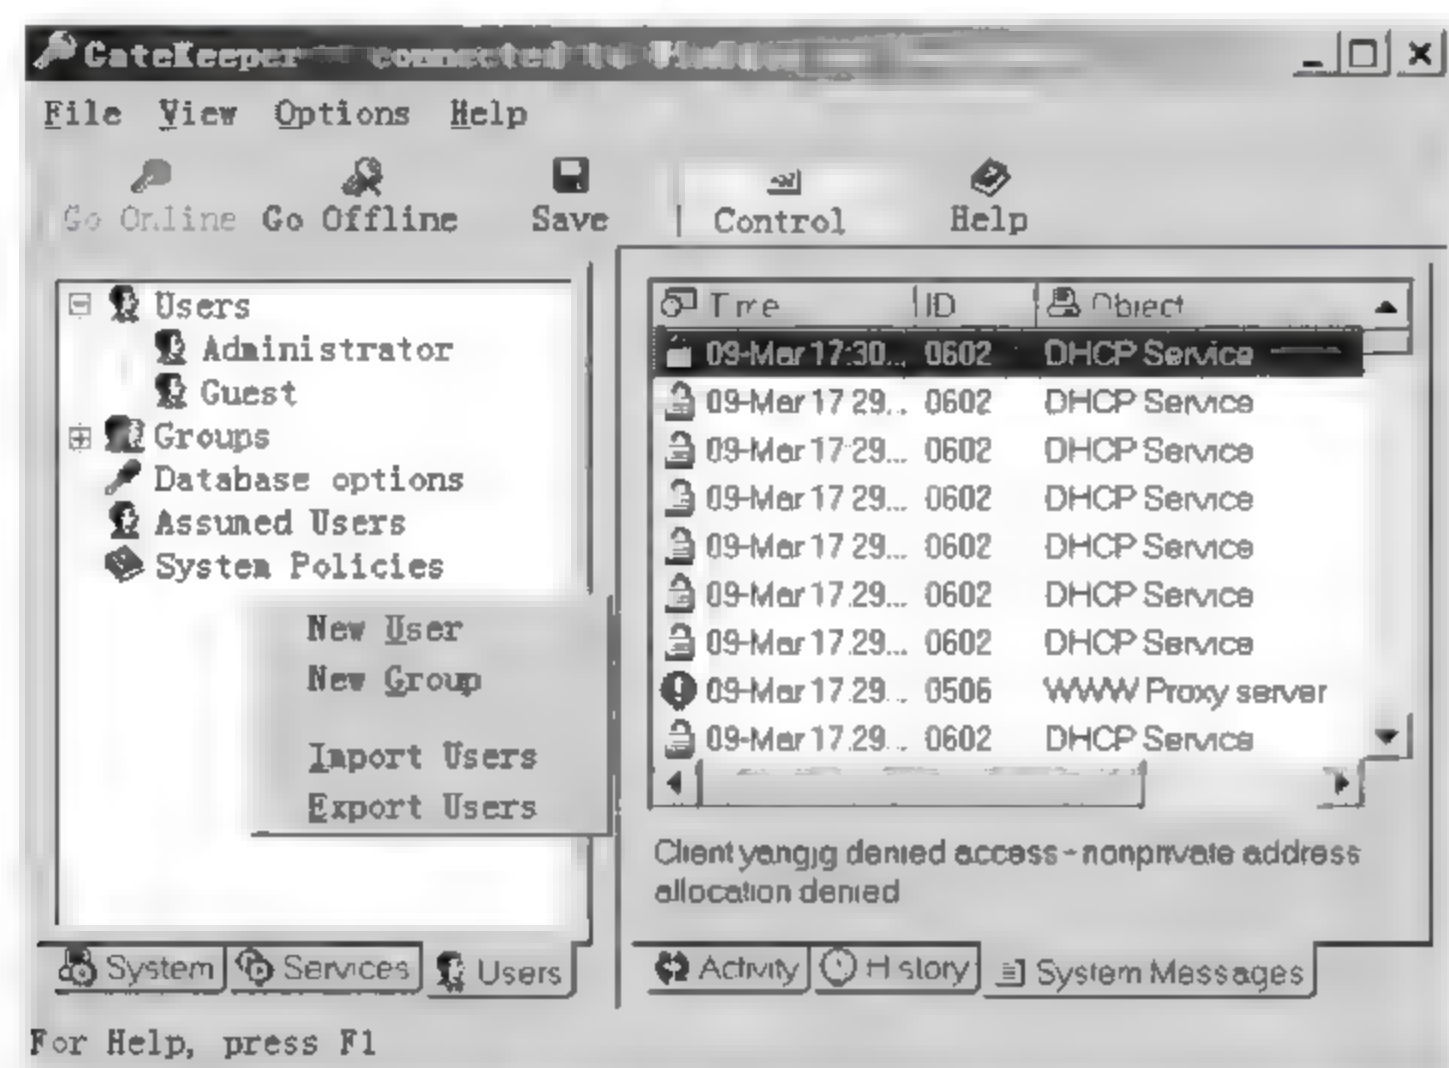 GateKeeper - connected to
File View Options Help
Go Online Go Offline Save Control Help
Users
Administrator
Guest
Groups
Database options
Assumed Users
System Policies
New User
New Group
Import Users
Export Users
System Services Users
Time ID Object
09-Mar 17:30... 0602 DHCP Service
09-Mar 17:29... 0602 DHCP Service
09-Mar 17:29... 0602 DHCP Service
09-Mar 17:29... 0602 DHCP Service
09-Mar 17:29... 0602 DHCP Service
09-Mar 17:29... 0602 DHCP Service
09-Mar 17:29... 0602 DHCP Service
09-Mar 17:29... 0506 WWW Proxy server
09-Mar 17:29... 0602 DHCP Service
Client yangjg denied access - nonprivate address
allocation denied
Activity History System Messages
For Help, press F1